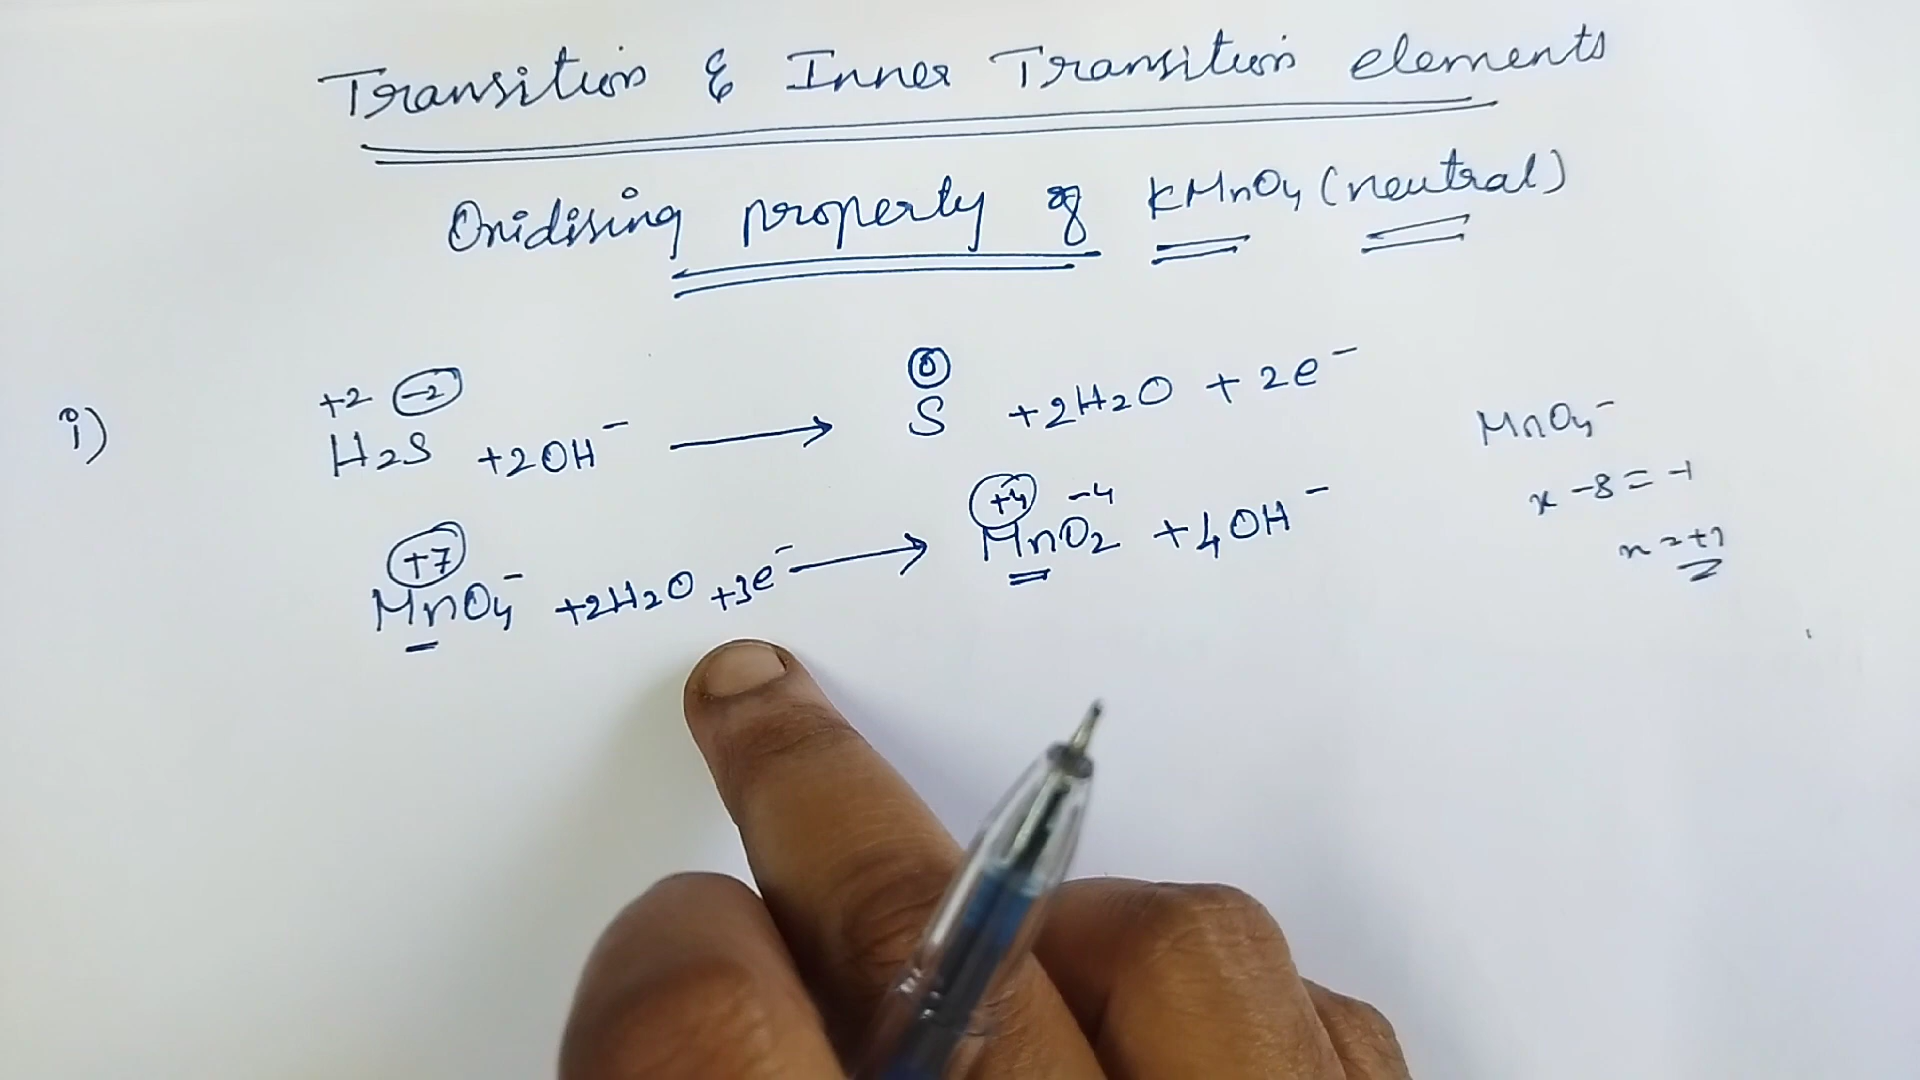 Transition & Inner Transition elements
Oxidising property of KMnO4 (neutral)
i) +2 -2 0
H2S + 2OH⁻ → S + 2H2O + 2e⁻
+7 +4 -4
MnO4⁻ + 2H2O + 3e⁻ → MnO2 + 4OH⁻
MnO4⁻
x - 8 = -1
x = +7